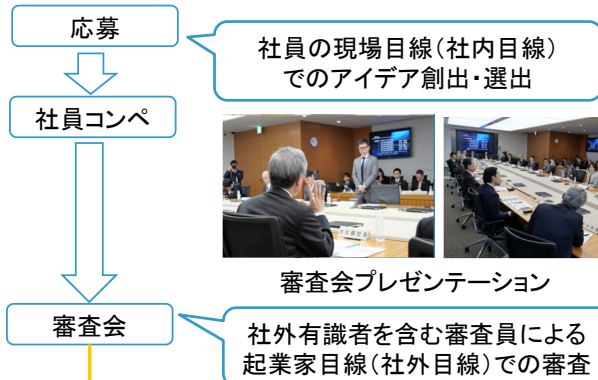 応募
社員の現場目線（社内目線）
でのアイデア創出・選出
社員コンペ
審査会プレゼンテーション
審査会
社外有識者を含む審査員による
起業家目線（社外目線）での審査